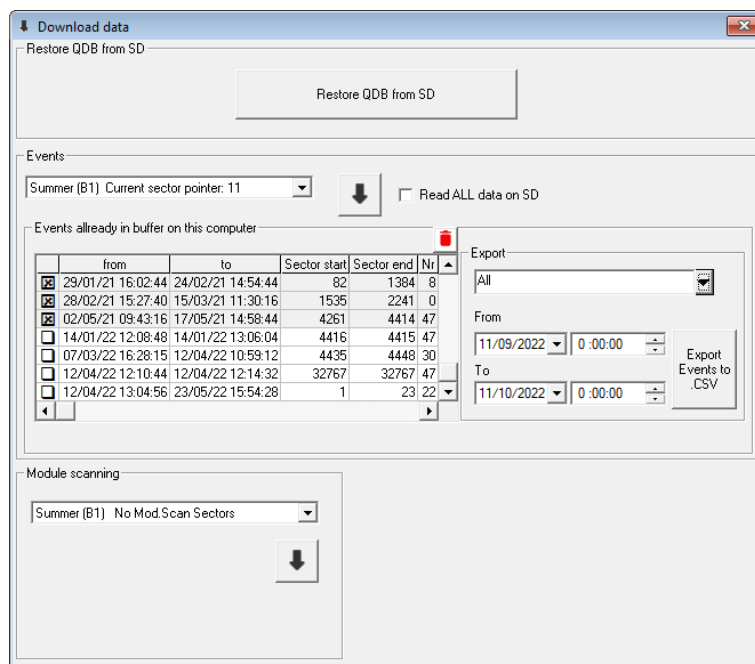 Download data
Restore QDB from SD
Restore QDB from SD
Events
Summer (B1) Current sector pointer: 11
Read ALL data on SD
Events allready in buffer on this computer
from to Sector start Sector end Nr
29/01/21 16:02:44 24/02/21 14:54:44 82 1384 8
28/02/21 15:27:40 15/03/21 11:30:16 1535 2241 0
02/05/21 09:43:16 17/05/21 14:58:44 4261 4414 47
14/01/22 12:08:48 14/01/22 13:06:04 4416 4415 47
07/03/22 16:28:15 12/04/22 10:59:12 4435 4448 30
12/04/22 12:10:44 12/04/22 12:14:32 32767 32767 47
12/04/22 13:04:56 23/05/22 15:54:28 1 23 22
Export
All
From
11/09/2022 0 :00:00
To
11/10/2022 0 :00:00
Export
Events to
.CSV
Module scanning
Summer (B1) No Mod.Scan Sectors